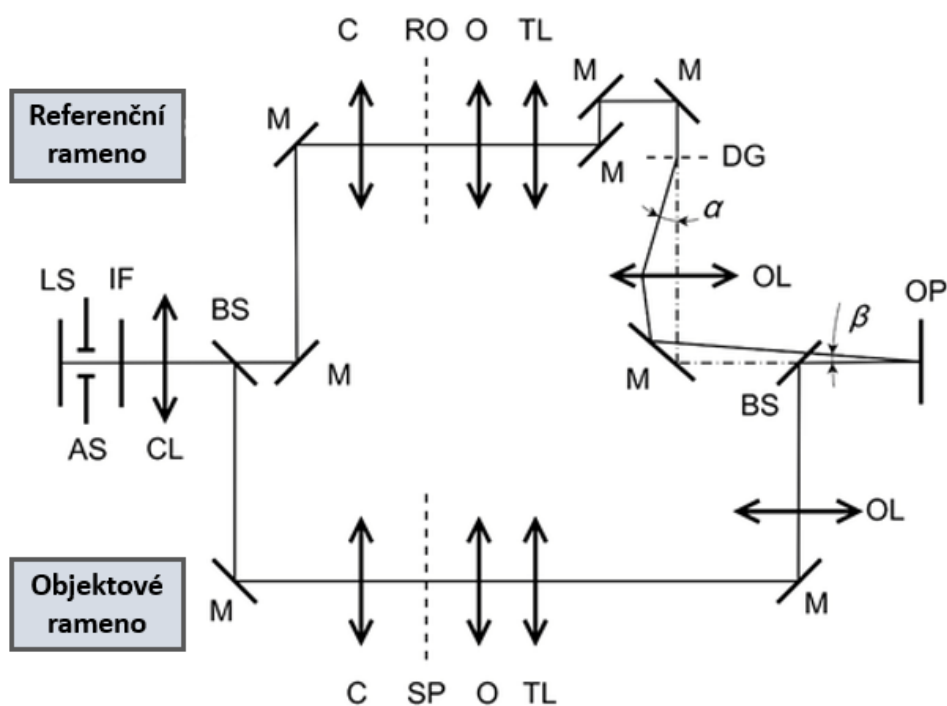 C RO O TL
M M
Referenční
rameno
M
M
DG
α
LS IF
BS
OL
OP
β
M
M
BS
AS CL
OL
Objektové
rameno
M
M
C SP O TL